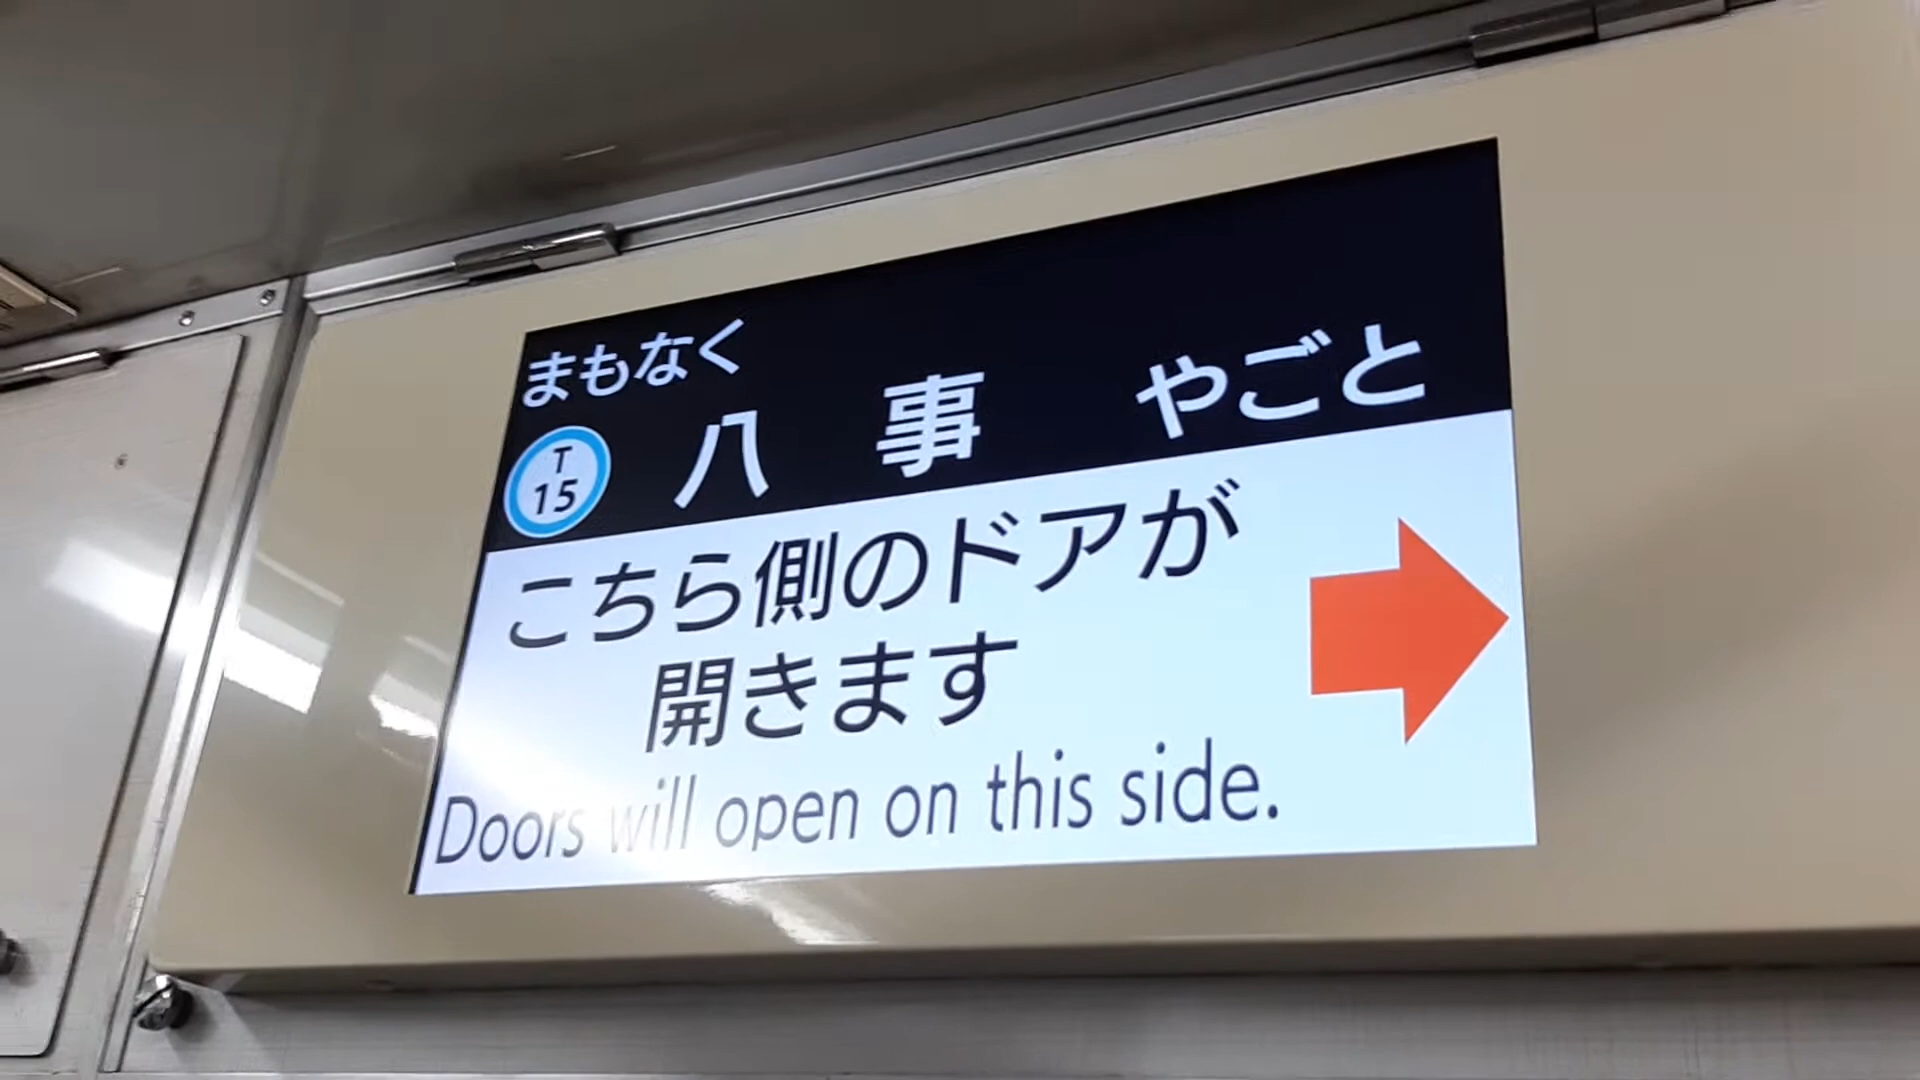 まもなく
T
15
八事 やごと
こちら側のドアが
開きます
Doors will open on this side.